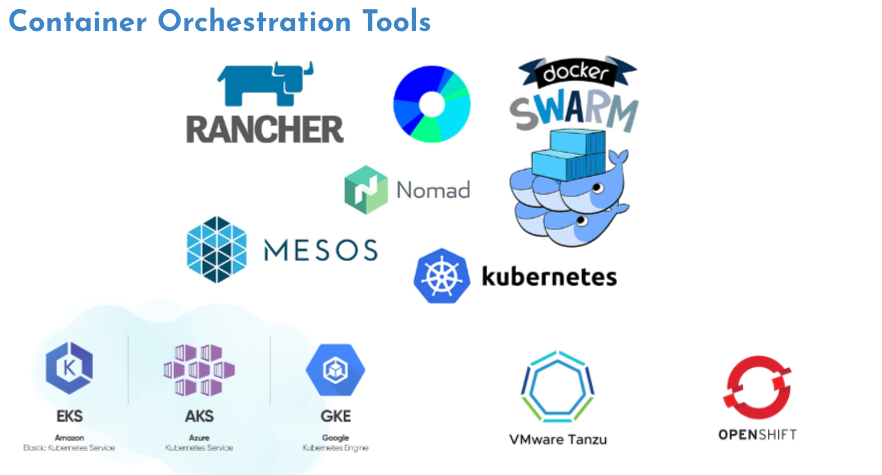 Container Orchestration Tools
RANCHER
docker
SWARM
Nomad
MESOS
kubernetes
K
EKS
Amazon
Elastic Kubernetes Service
AKS
Azure
Kubernetes Service
GKE
Google
Kubernetes Engine
VMware Tanzu
OPENSHIFT